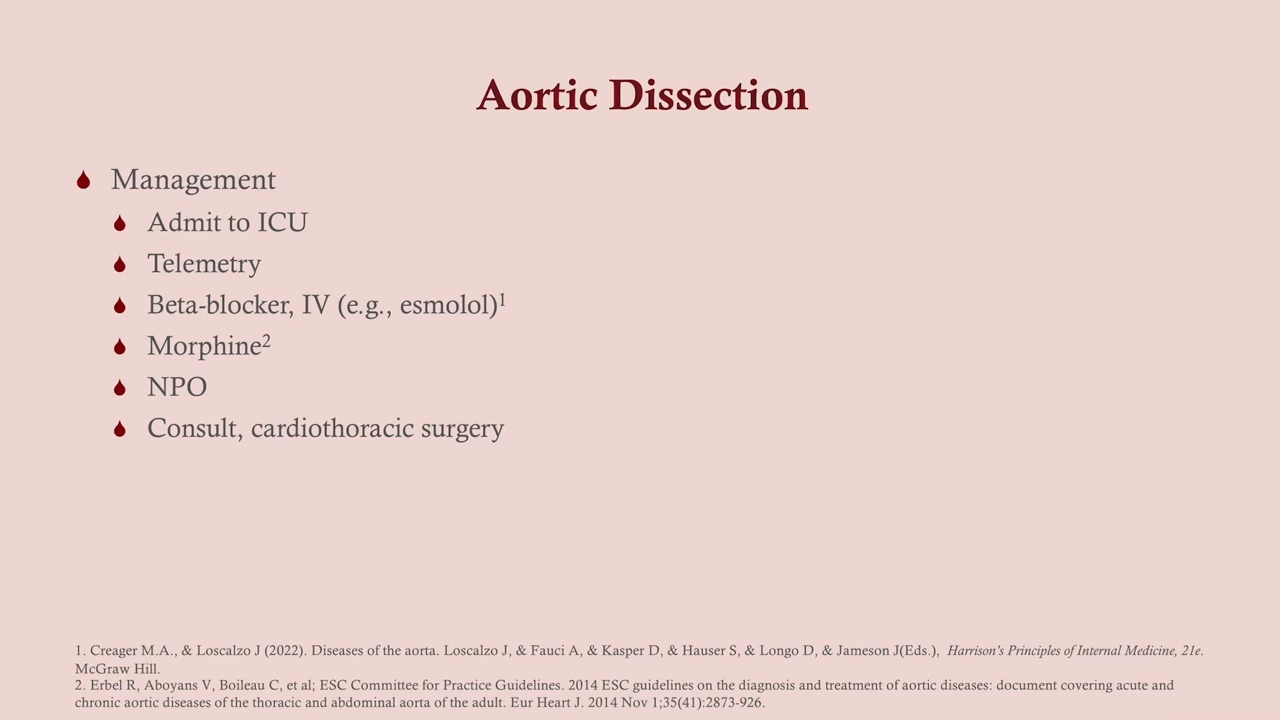 Aortic Dissection
Management
Admit to ICU
Telemetry
Beta-blocker, IV (e.g., esmolol)¹
Morphine²
NPO
Consult, cardiothoracic surgery
1. Creager M.A., & Loscalzo J (2022). Diseases of the aorta. Loscalzo J, & Fauci A, & Kasper D, & Hauser S, & Longo D, & Jameson J(Eds.), Harrison's Principles of Internal Medicine, 21e.
McGraw Hill.
2. Erbel R, Aboyans V, Boileau C, et al; ESC Committee for Practice Guidelines. 2014 ESC guidelines on the diagnosis and treatment of aortic diseases: document covering acute and
chronic aortic diseases of the thoracic and abdominal aorta of the adult. Eur Heart J. 2014 Nov 1;35(41):2873-926.